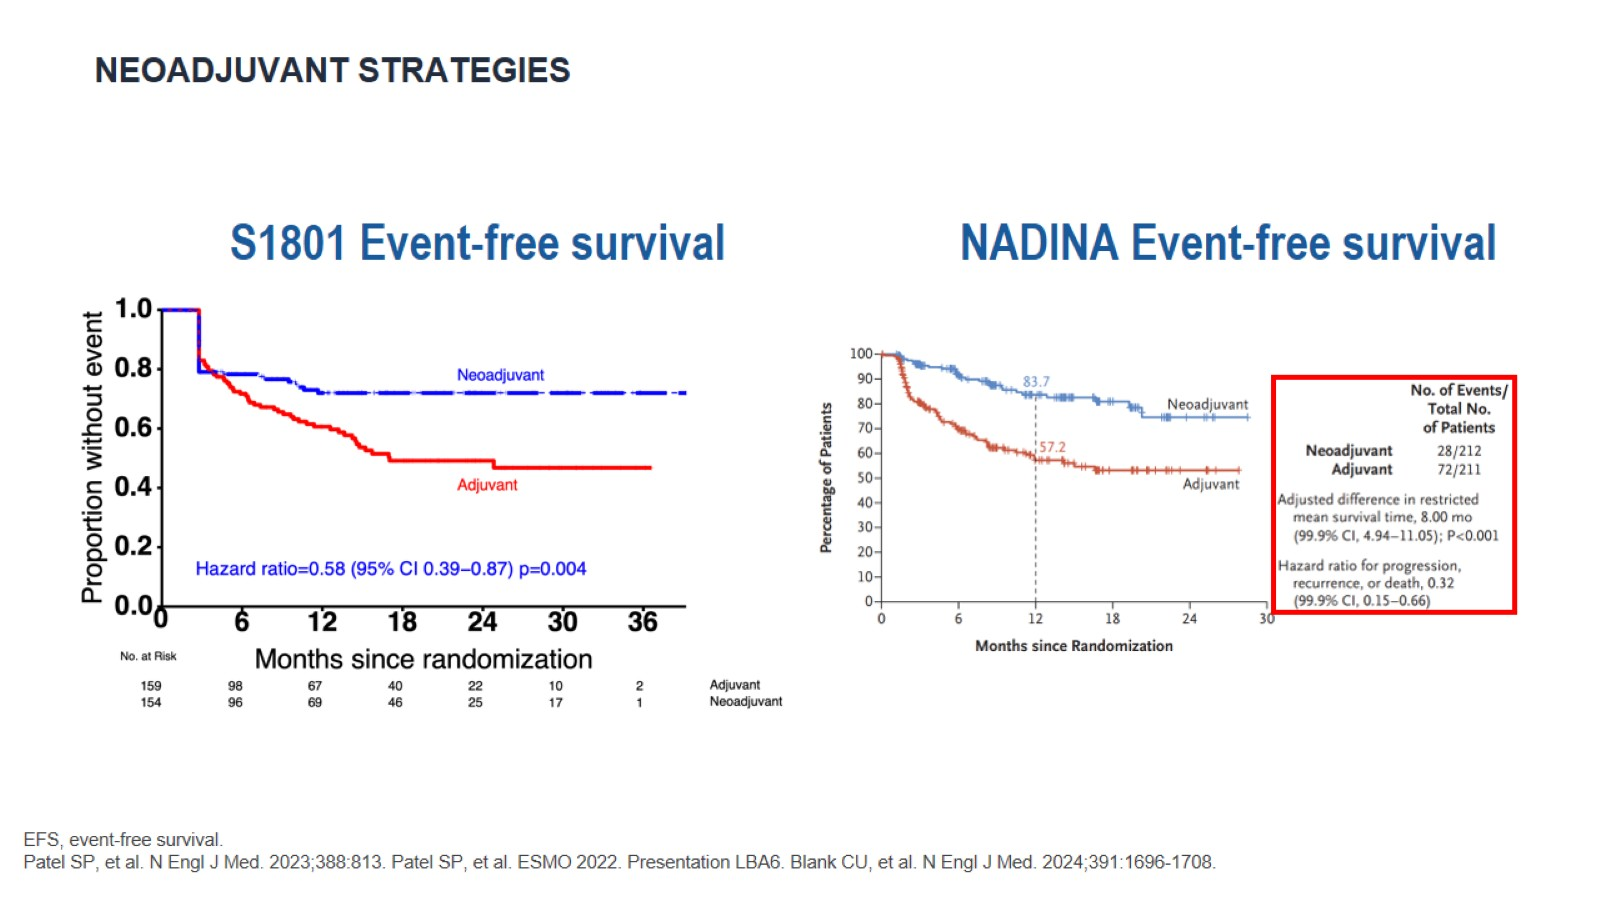 NEOADJUVANT STRATEGIES
S1801 Event-free survival
Proportion without event
1.0
0.8
0.6
0.4
0.2
0.0
Neoadjuvant
Adjuvant
Hazard ratio=0.58 (95% CI 0.39–0.87) p=0.004
0 6 12 18 24 30 36
Months since randomization
No. at Risk
159 98 67 40 22 10 2 Adjuvant
154 96 69 46 25 17 1 Neoadjuvant
NADINA Event-free survival
Percentage of Patients
100
90
80
70
60
50
40
30
20
10
0
83.7
Neoadjuvant
57.2
Adjuvant
0 6 12 18 24 30
Months since Randomization
No. of Events/
Total No.
of Patients
Neoadjuvant 28/212
Adjuvant 72/211
Adjusted difference in restricted
mean survival time, 8.00 mo
(99.9% CI, 4.94–11.05); P<0.001
Hazard ratio for progression,
recurrence, or death, 0.32
(99.9% CI, 0.15–0.66)
EFS, event-free survival.
Patel SP, et al. N Engl J Med. 2023;388:813. Patel SP, et al. ESMO 2022. Presentation LBA6. Blank CU, et al. N Engl J Med. 2024;391:1696-1708.